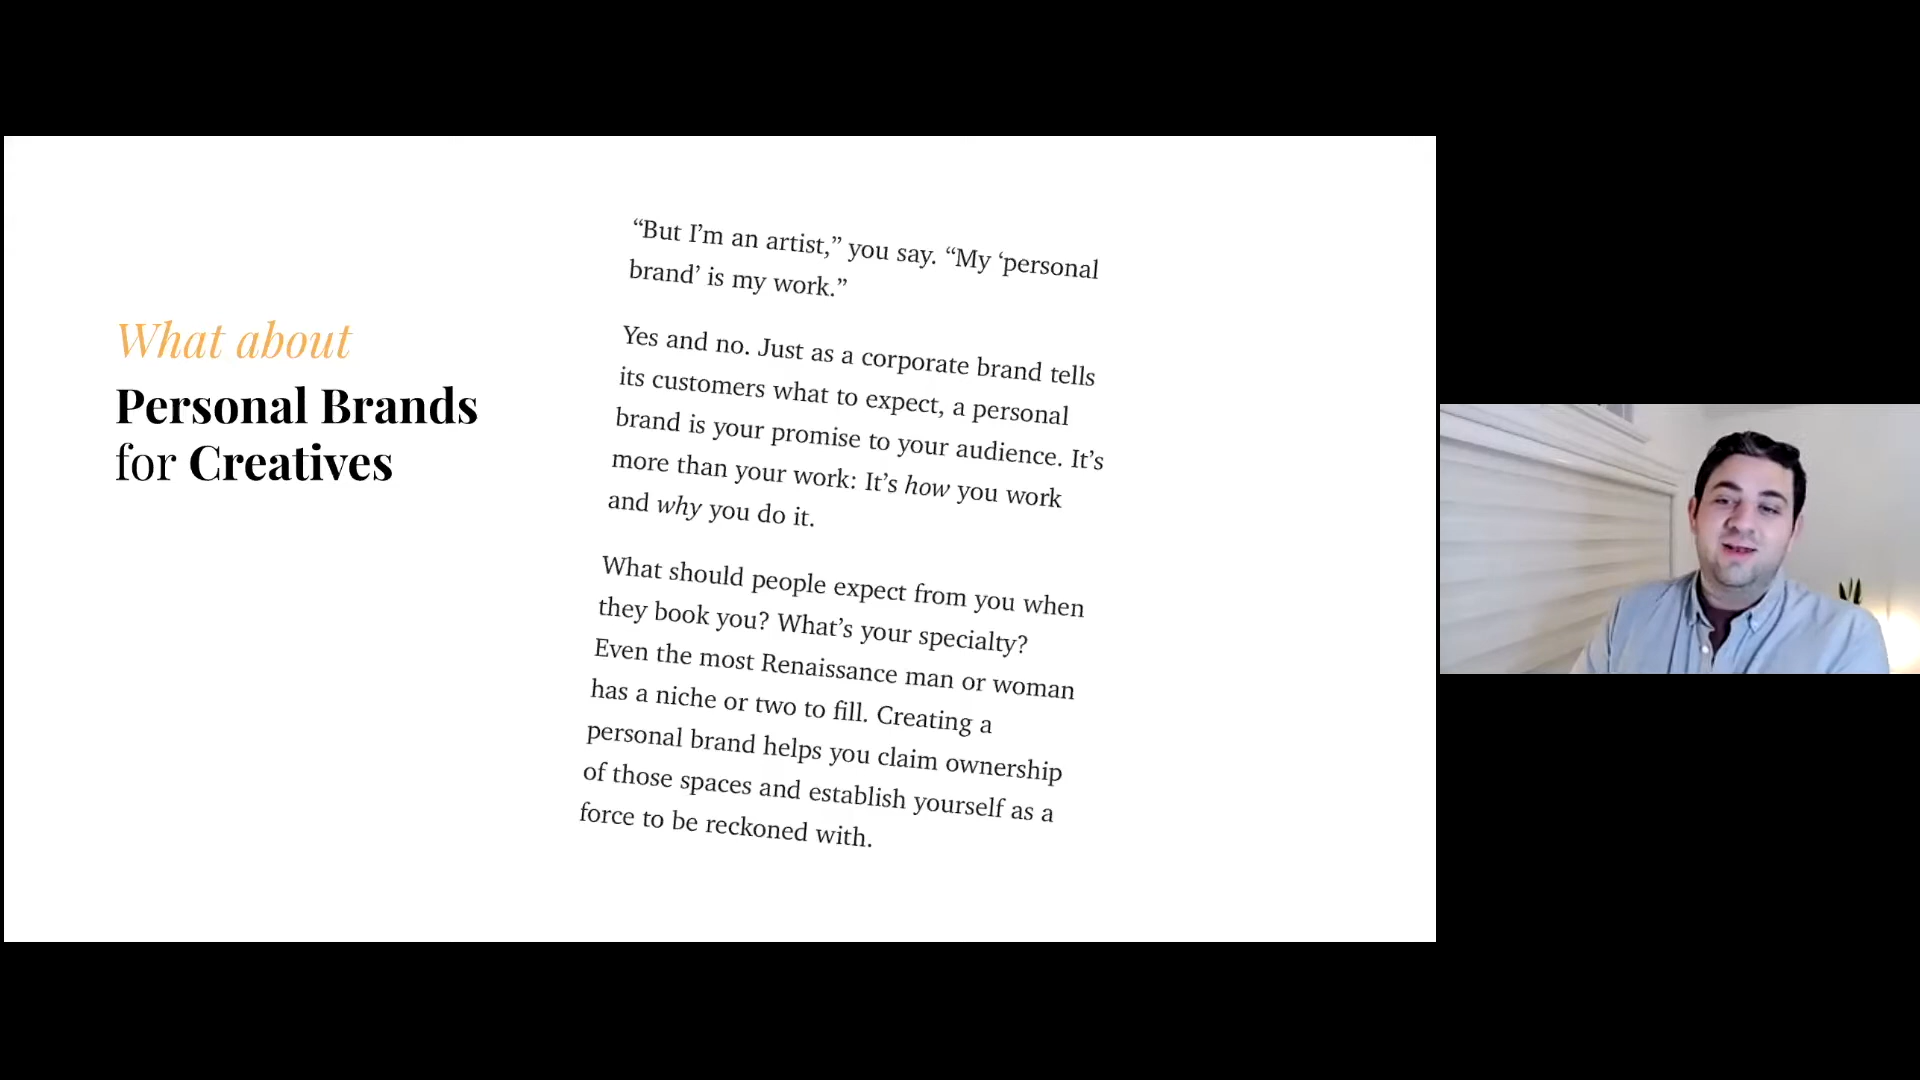 What about
Personal Brands
for Creatives
“But I’m an artist,” you say. “My ‘personal
brand’ is my work.”
Yes and no. Just as a corporate brand tells
its customers what to expect, a personal
brand is your promise to your audience. It’s
more than your work: It’s how you work
and why you do it.
What should people expect from you when
they book you? What’s your specialty?
Even the most Renaissance man or woman
has a niche or two to fill. Creating a
personal brand helps you claim ownership
of those spaces and establish yourself as a
force to be reckoned with.